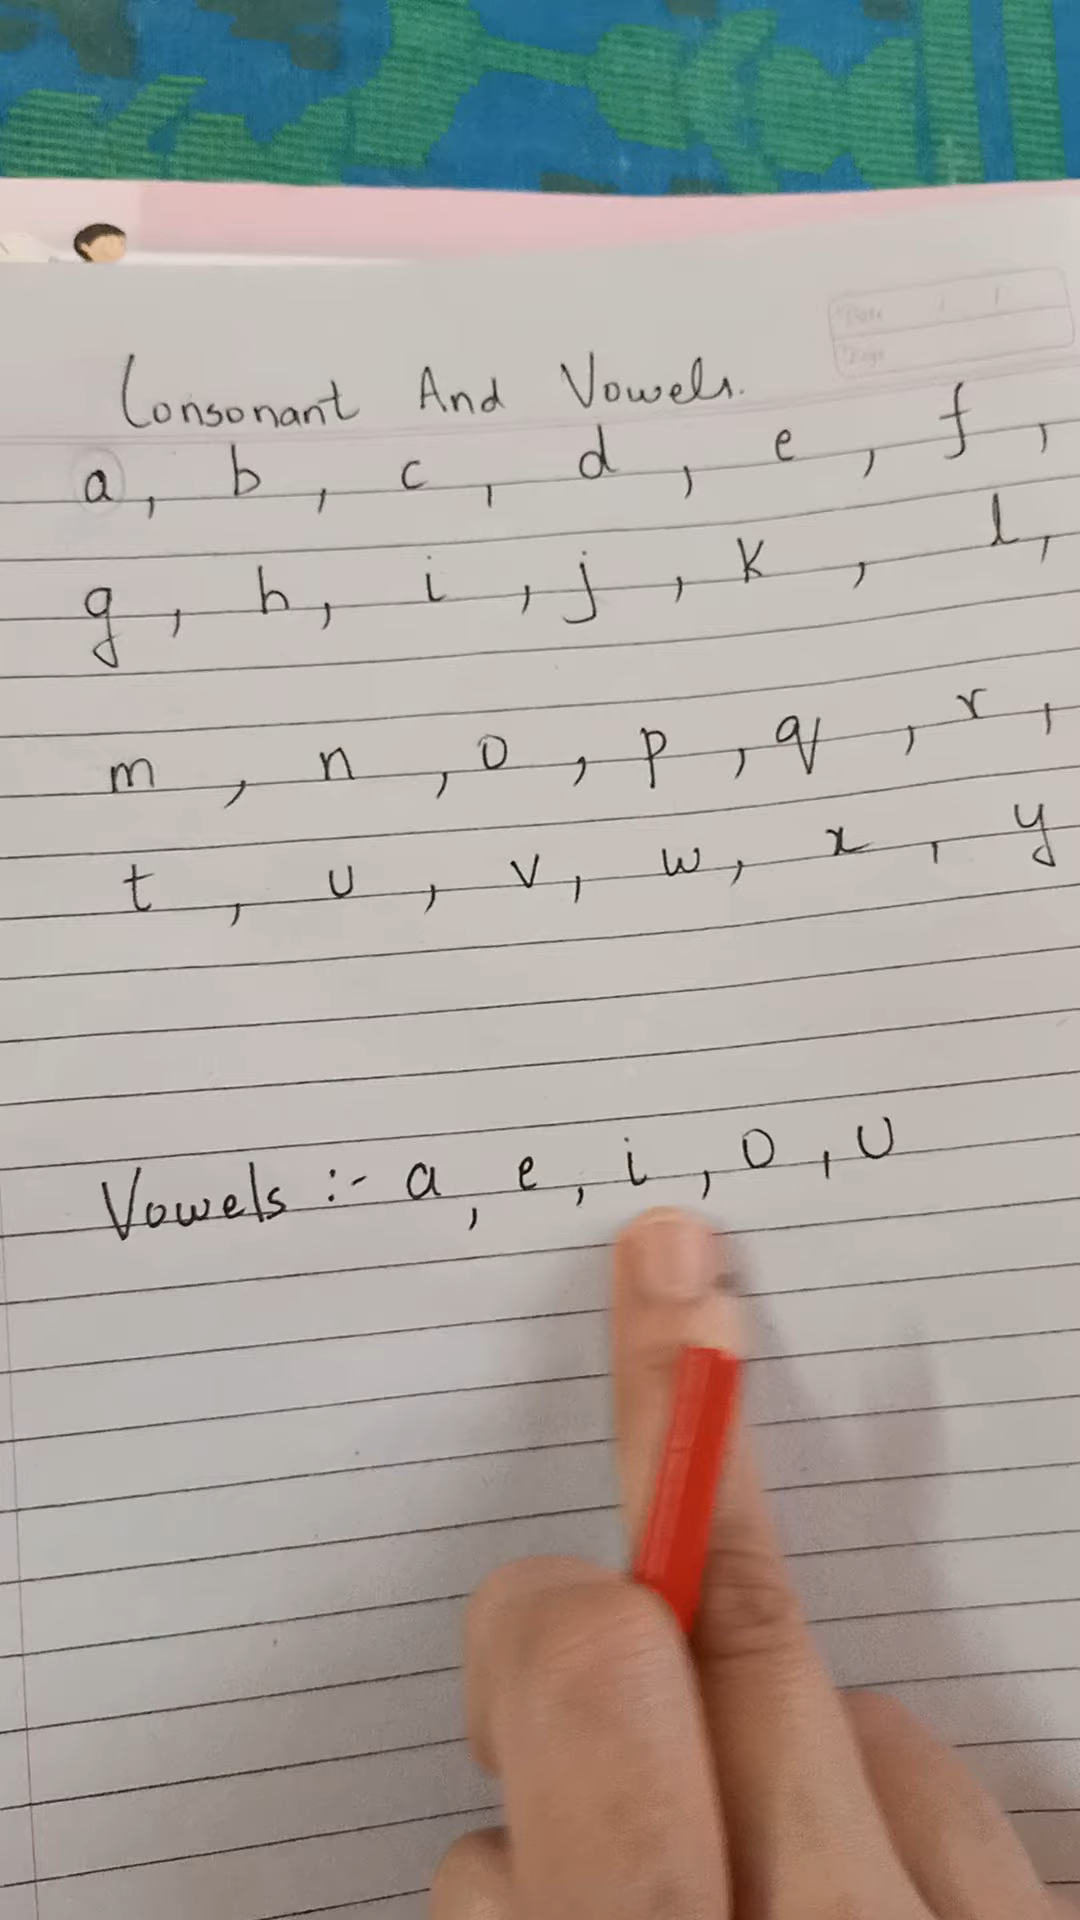 Consonant And Vowels.
a, b, c, d, e, f,
g, h, i, j, k, l,
m, n, o, p, q, r,
t, u, v, w, x, y
Vowels :- a, e, i, o, u